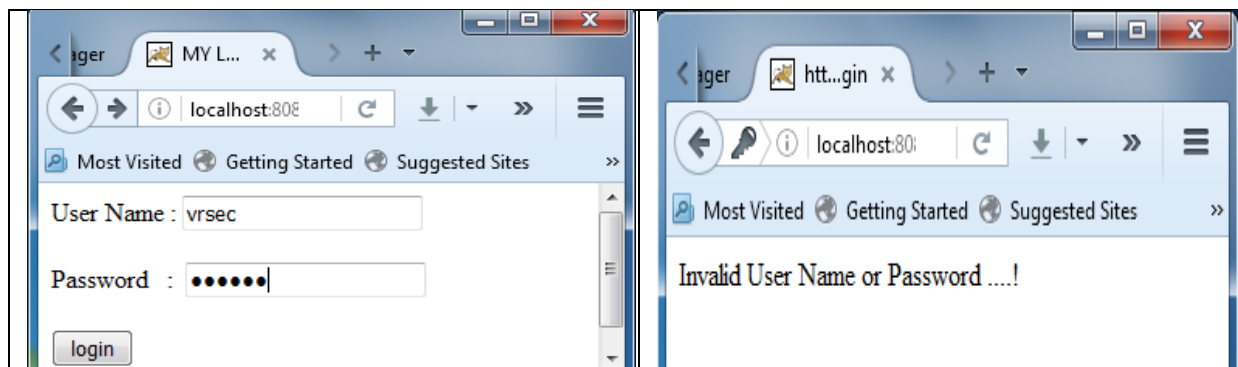 ager MY L...
localhost:808
Most Visited Getting Started Suggested Sites »
User Name : vrsec
Password : ●●●●●●
login
ager htt...gin
localhost:80
Most Visited Getting Started Suggested Sites »
Invalid User Name or Password ....!